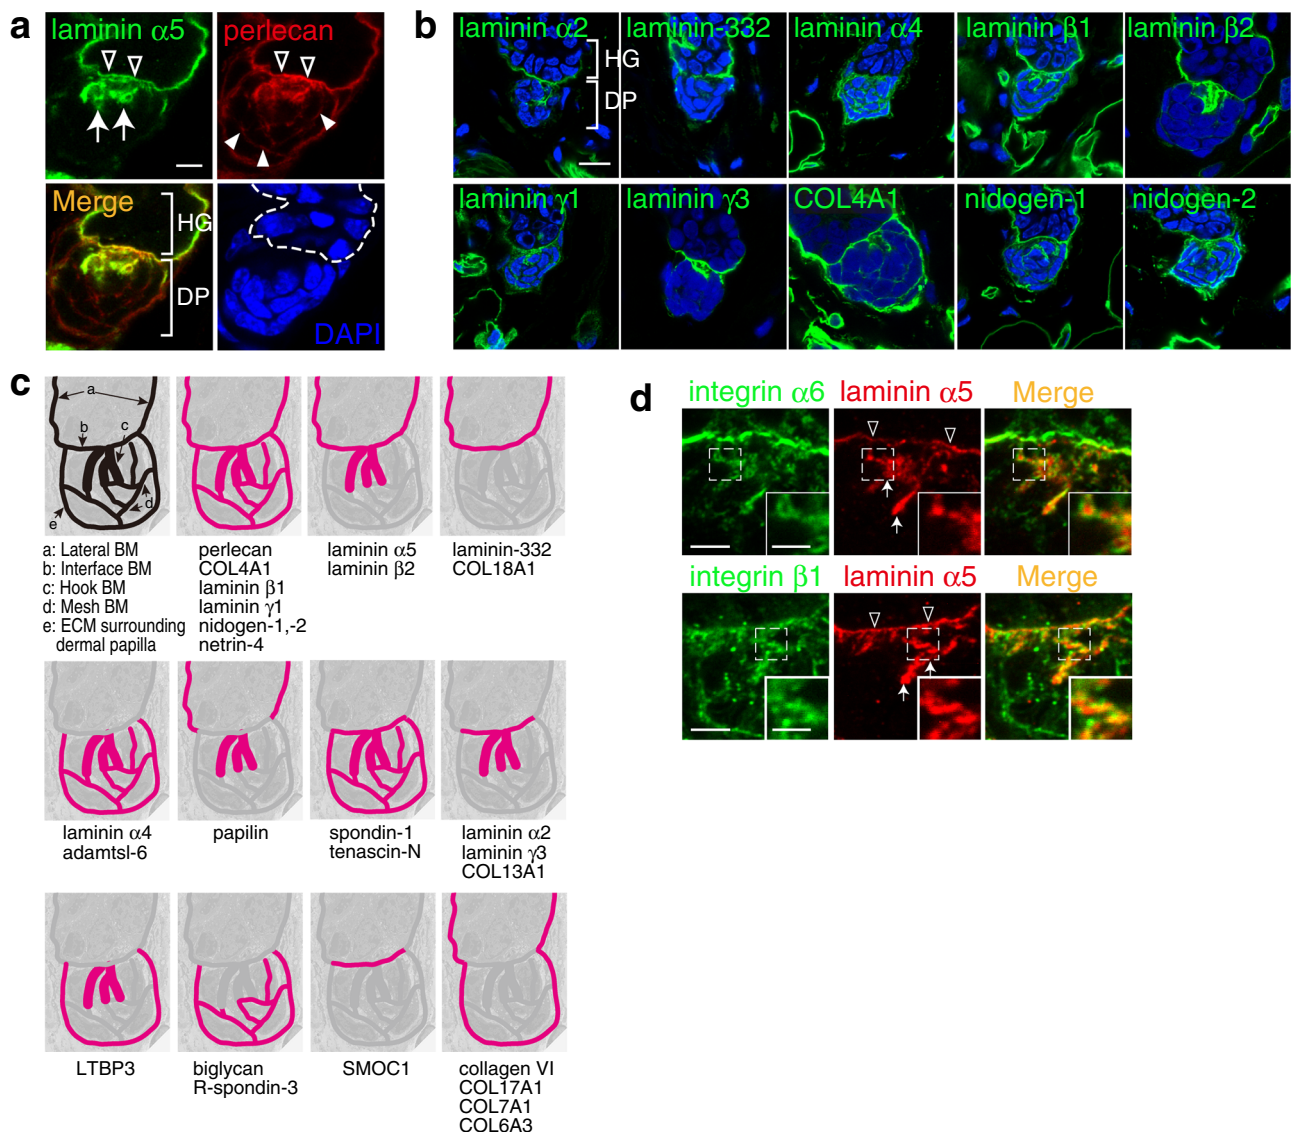 a
laminin α5
perlecan
Merge
HG
DP
DAPI
b
laminin α2
laminin-332
laminin α4
laminin β1
laminin β2
HG
DP
laminin γ1
laminin γ3
COL4A1
nidogen-1
nidogen-2
c
a
b
c
d
e
a: Lateral BM
b: Interface BM
c: Hook BM
d: Mesh BM
e: ECM surrounding
dermal papilla
perlecan
COL4A1
laminin β1
laminin γ1
nidogen-1,-2
netrin-4
laminin α5
laminin β2
laminin-332
COL18A1
laminin α4
adamtsl-6
papilin
spondin-1
tenascin-N
laminin α2
laminin γ3
COL13A1
LTBP3
biglycan
R-spondin-3
SMOC1
collagen VI
COL17A1
COL7A1
COL6A3
d
integrin α6
laminin α5
Merge
integrin β1
laminin α5
Merge